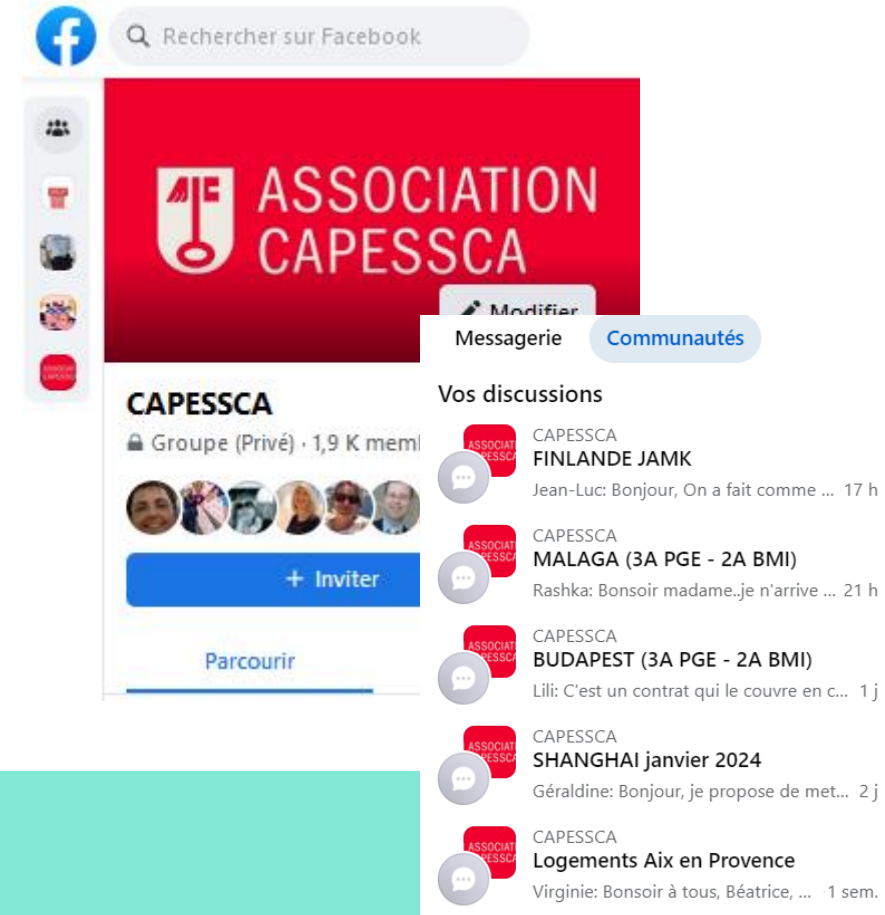 Rechercher sur Facebook
AJC
ASSOCIATION
CAPESSCA
Modifier
CAPESSCA
Groupe (Privé) · 1,9 K mem
+ Inviter
Parcourir
Messagerie Communautés
Vos discussions
CAPESSCA
FINLANDE JAMK
Jean-Luc: Bonjour, On a fait comme ... 17 h
CAPESSCA
MALAGA (3A PGE - 2A BMI)
Rashka: Bonsoir madame..je n'arrive ... 21 h
CAPESSCA
BUDAPEST (3A PGE - 2A BMI)
Lili: C'est un contrat qui le couvre en c... 1 j
CAPESSCA
SHANGHAI janvier 2024
Géraldine: Bonjour, je propose de met... 2 j
CAPESSCA
Logements Aix en Provence
Virginie: Bonsoir à tous, Béatrice, ... · 1 sem.